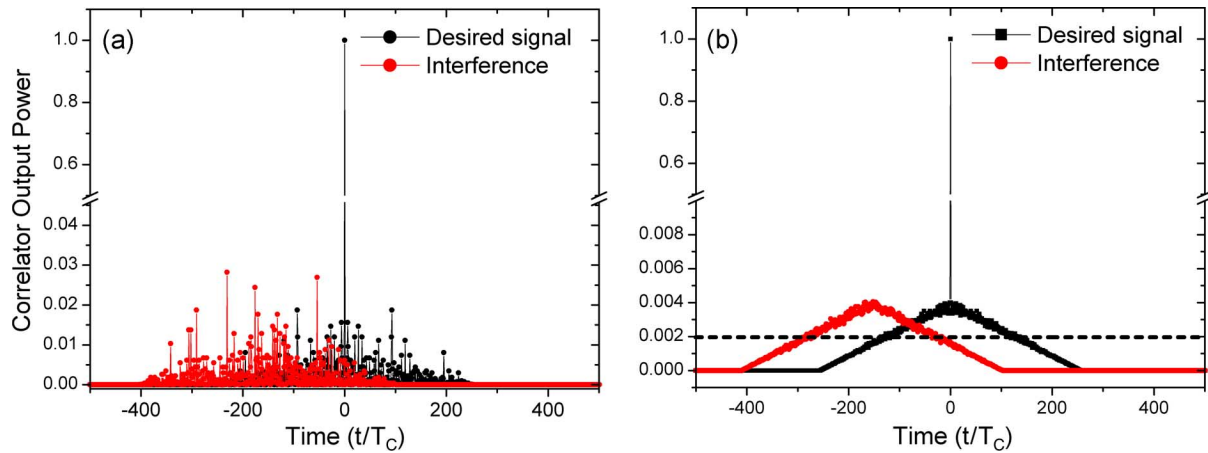 (a)
Desired signal
Interference
Correlator Output Power
1.0
0.8
0.6
0.04
0.03
0.02
0.01
0.00
-400 -200 0 200 400
Time (t/T_C)
(b)
Desired signal
Interference
1.0
0.8
0.6
0.008
0.006
0.004
0.002
0.000
-400 -200 0 200 400
Time (t/T_C)